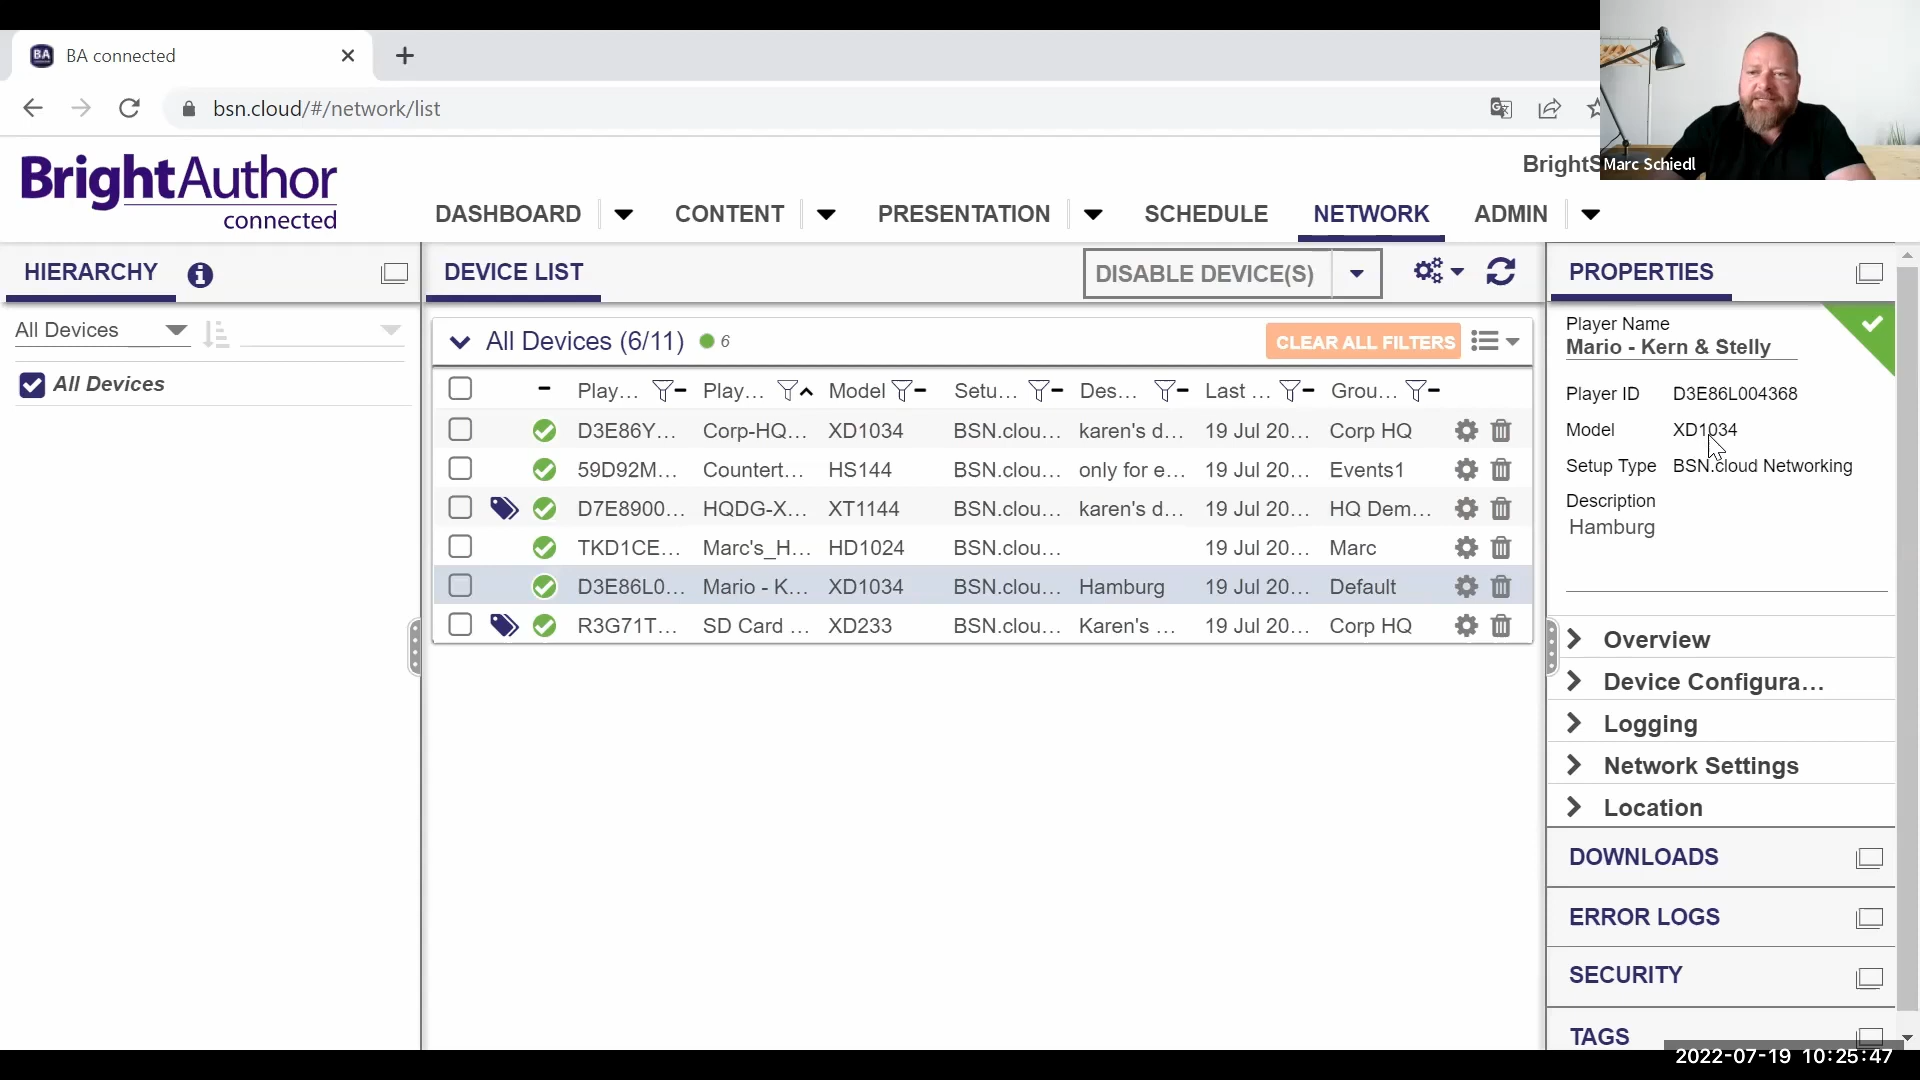 BA connected
bsn.cloud/#/network/list
Marc Schiedl
BrightAuthor
connected
DASHBOARD CONTENT PRESENTATION SCHEDULE NETWORK ADMIN
HIERARCHY
DEVICE LIST
DISABLE DEVICE(S)
PROPERTIES
All Devices
All Devices
All Devices (6/11) 6
CLEAR ALL FILTERS
Play... Play... Model Setu... Des... Last ... Grou...
D3E86Y... Corp-HQ... XD1034 BSN.clou... karen's d... 19 Jul 20... Corp HQ
59D92M... Countert... HS144 BSN.clou... only for e... 19 Jul 20... Events1
D7E8900... HQDG-X... XT1144 BSN.clou... karen's d... 19 Jul 20... HQ Dem...
TKD1CE... Marc's_H... HD1024 BSN.clou... 19 Jul 20... Marc
D3E86L0... Mario - K... XD1034 BSN.clou... Hamburg 19 Jul 20... Default
R3G71T... SD Card ... XD233 BSN.clou... Karen's ... 19 Jul 20... Corp HQ
Player Name
Mario - Kern & Stelly
Player ID D3E86L004368
Model XD1034
Setup Type BSN.cloud Networking
Description
Hamburg
Overview
Device Configura...
Logging
Network Settings
Location
DOWNLOADS
ERROR LOGS
SECURITY
TAGS
2022-07-19 10:25:47